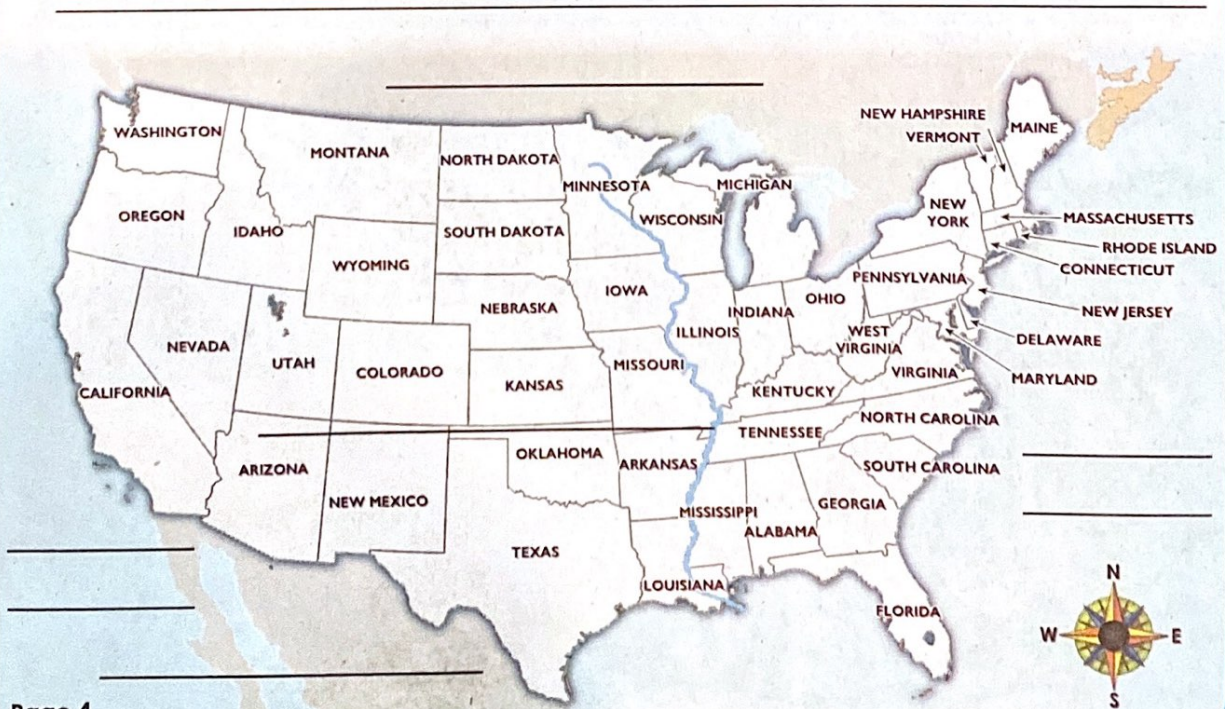 NEW HAMPSHIRE
VERMONT
MAINE
WASHINGTON
MONTANA
NORTH DAKOTA
MINNESOTA
MICHIGAN
OREGON
IDAHO
SOUTH DAKOTA
WISCONSIN
NEW
YORK
MASSACHUSETTS
RHODE ISLAND
CONNECTICUT
WYOMING
PENNSYLVANIA
IOWA
OHIO
NEBRASKA
INDIANA
NEW JERSEY
ILLINOIS
WEST
VIRGINIA
DELAWARE
NEVADA
UTAH
COLORADO
MISSOURI
KANSAS
VIRGINIA
MARYLAND
CALIFORNIA
KENTUCKY
NORTH CAROLINA
TENNESSEE
OKLAHOMA
ARIZONA
ARKANSAS
SOUTH CAROLINA
NEW MEXICO
GEORGIA
MISSISSIPPI
ALABAMA
TEXAS
LOUISIANA
FLORIDA
N
W
E
S
Page 4